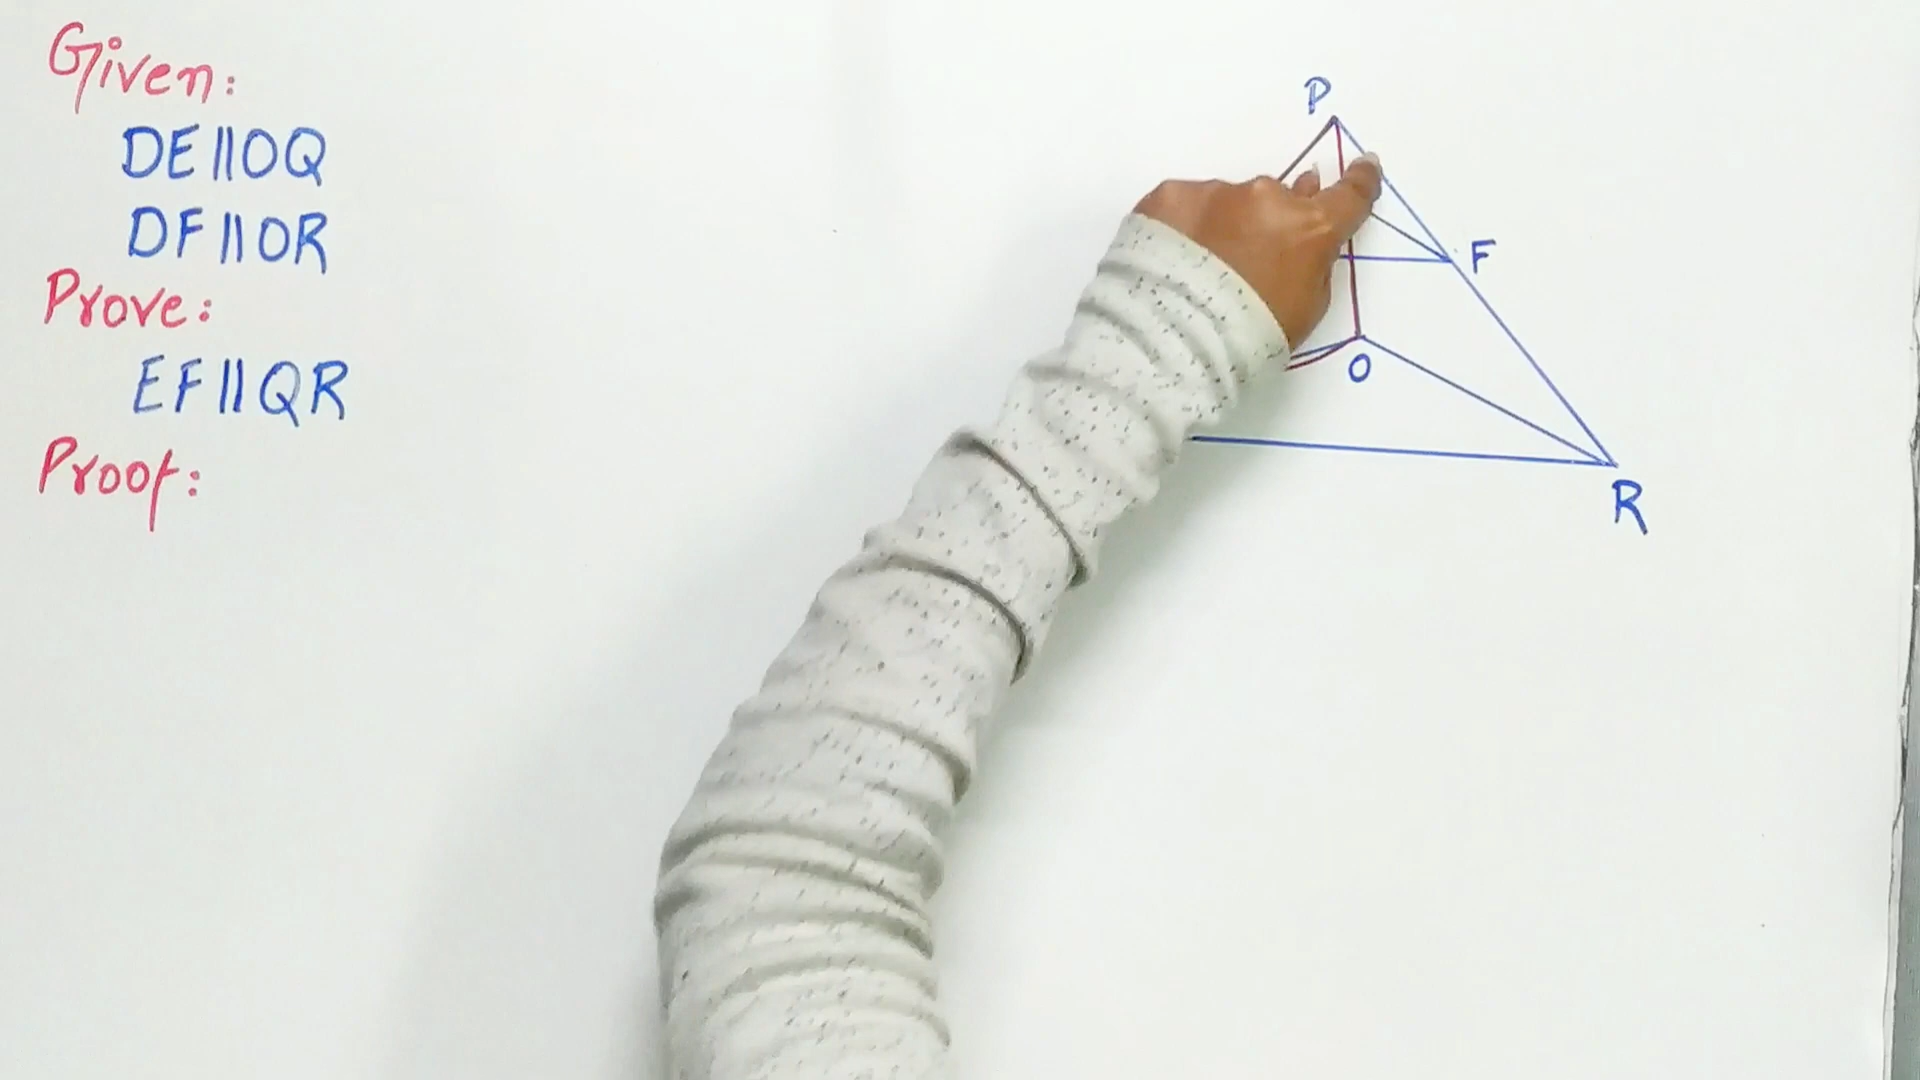 Given:
DE||OQ
DF||OR
Prove:
EF||QR
Proof:
P
F
O
R